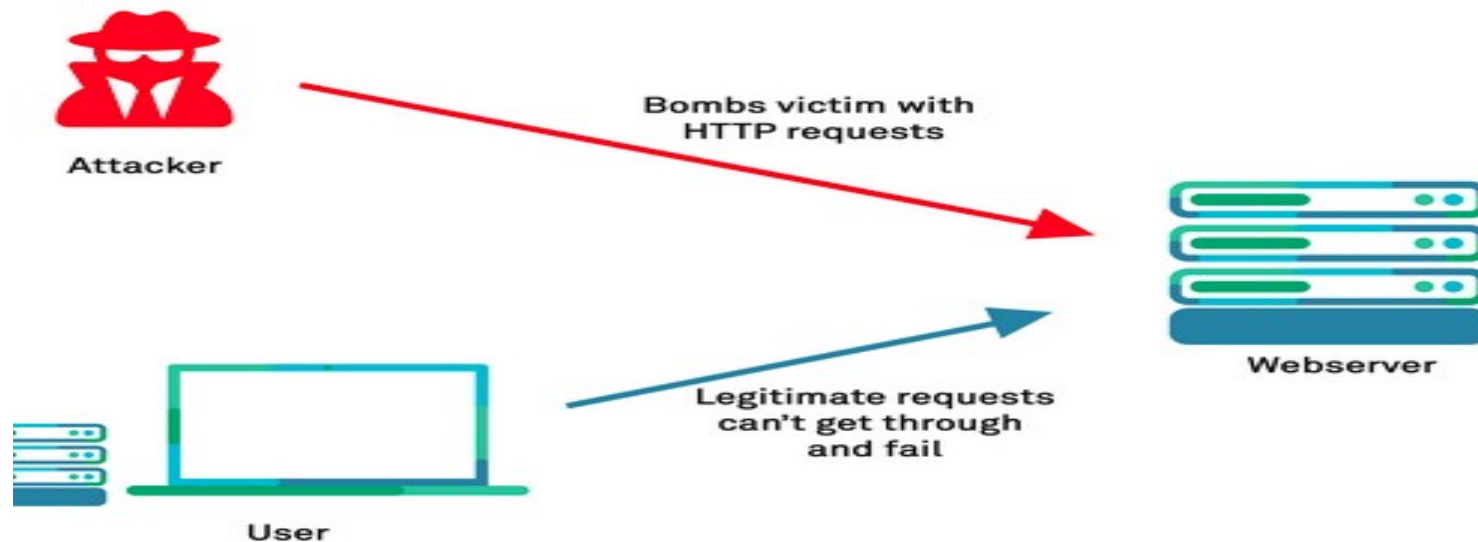 Bombs victim with
HTTP requests
Attacker
Webserver
Legitimate requests
can't get through
and fail
User